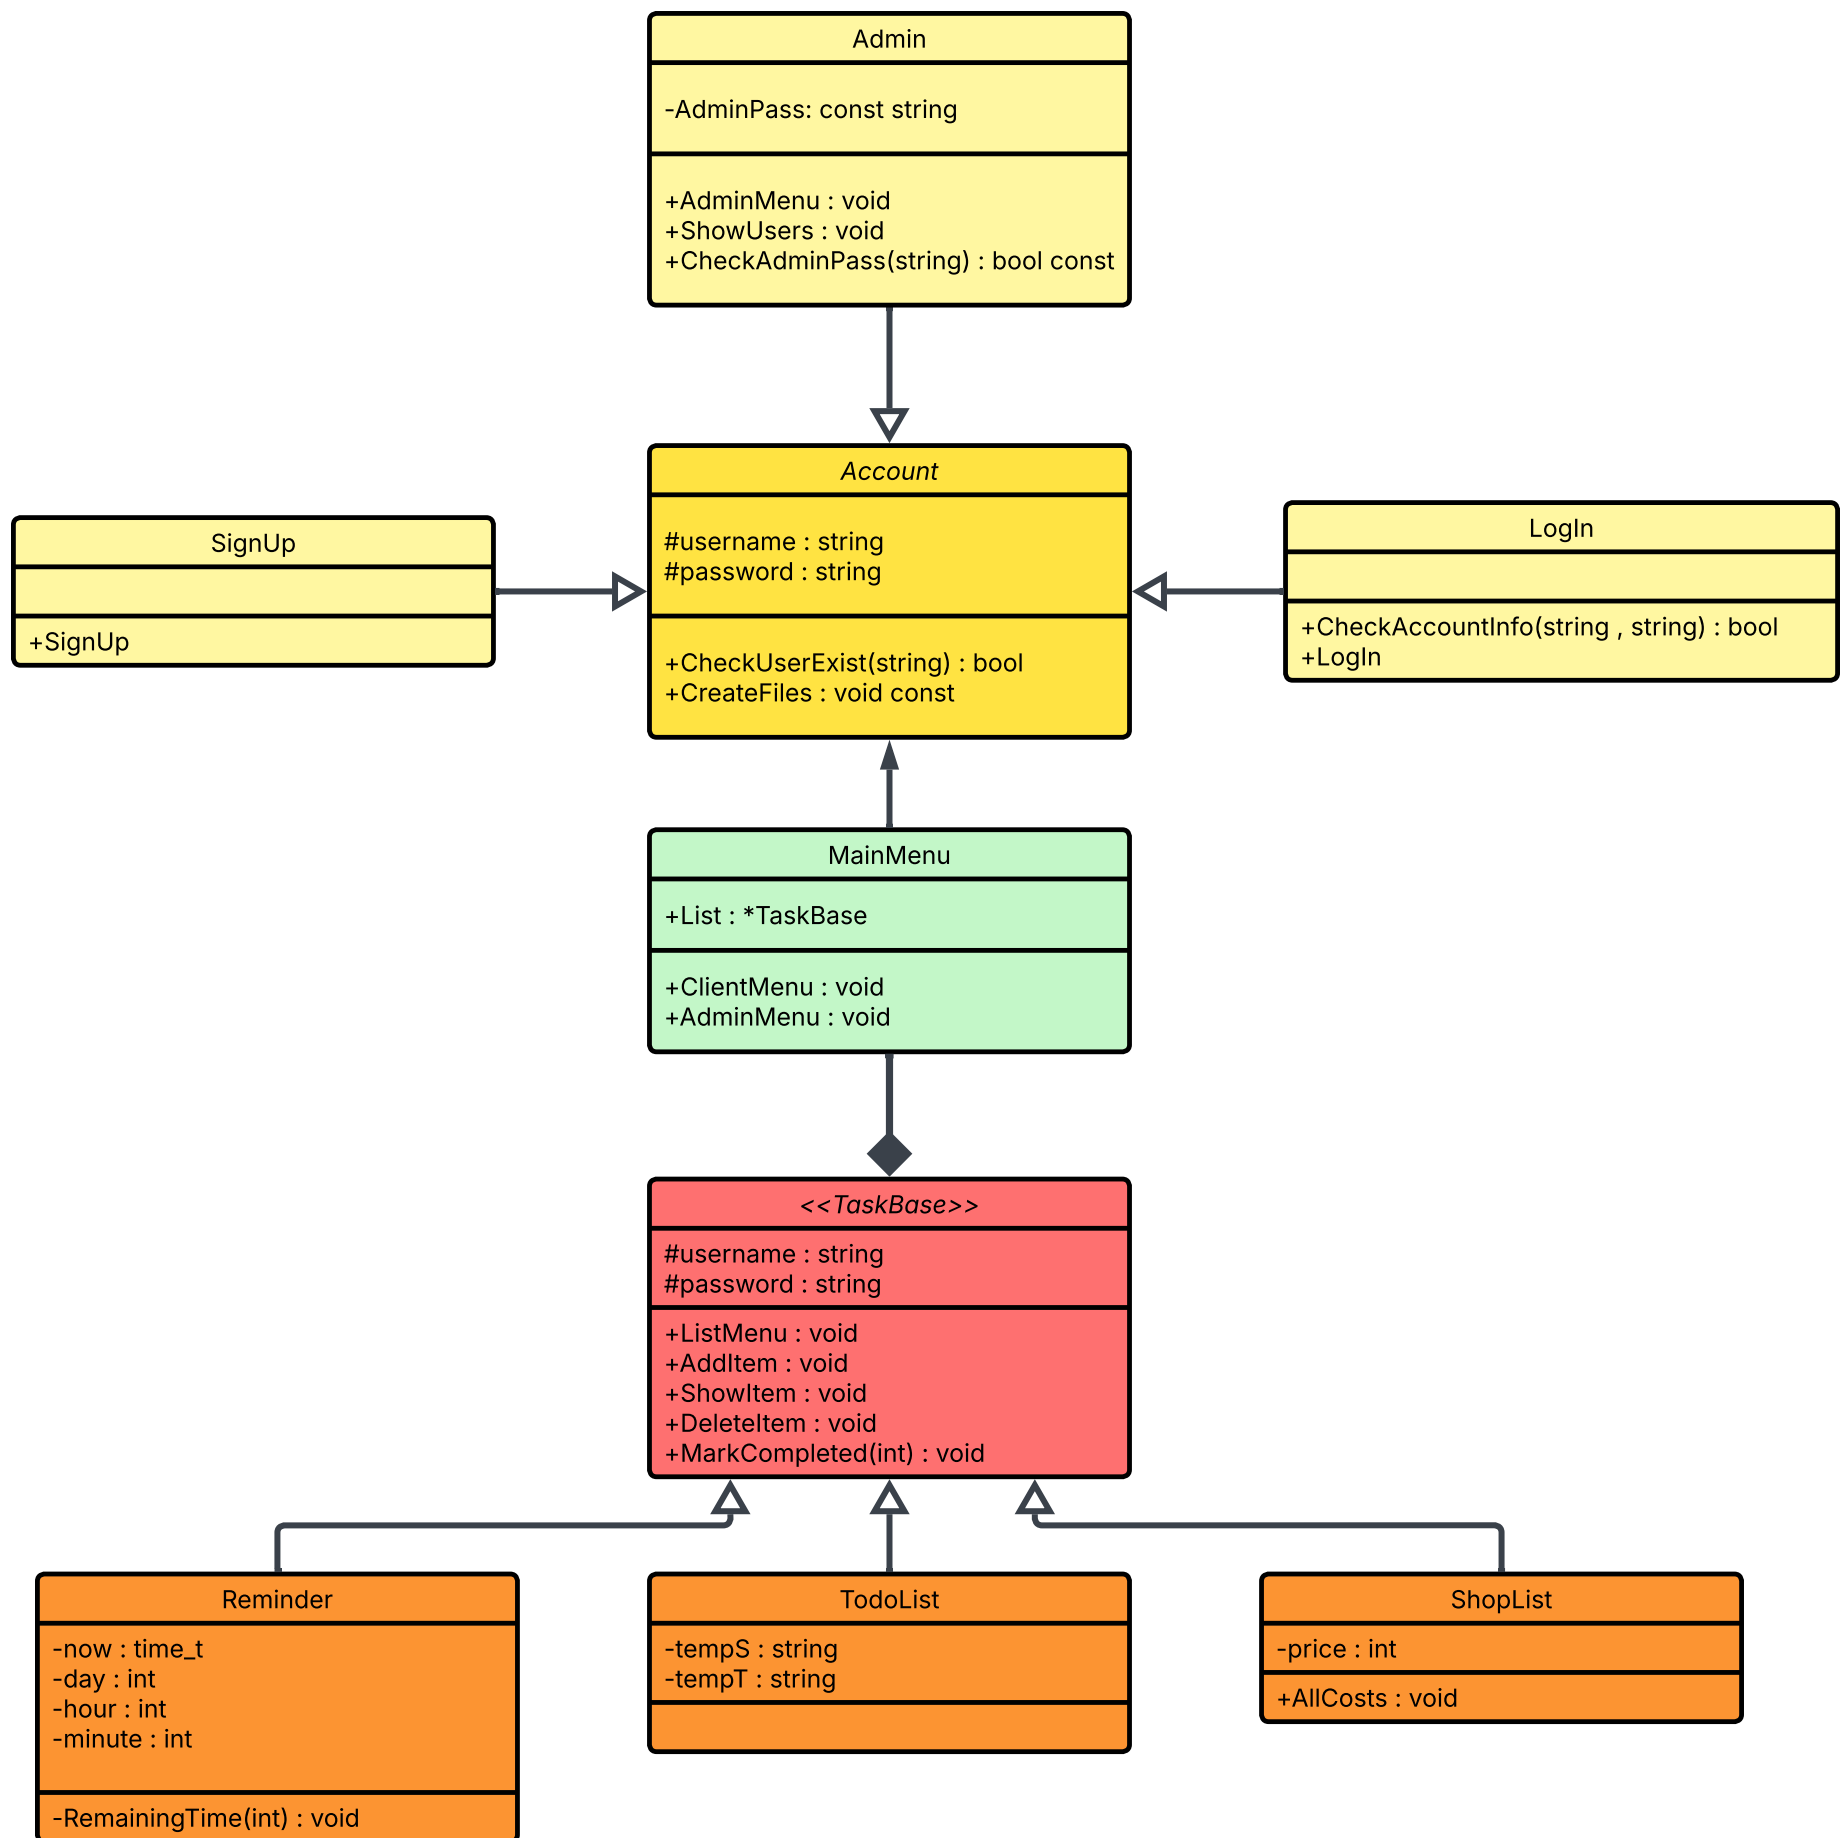 Admin
-AdminPass: const string
+AdminMenu : void
+ShowUsers : void
+CheckAdminPass(string) : bool const
Account
#username : string
#password : string
+CheckUserExist(string) : bool
+CreateFiles : void const
SignUp
+SignUp
LogIn
+CheckAccountInfo(string , string) : bool
+LogIn
MainMenu
+List : *TaskBase
+ClientMenu : void
+AdminMenu : void
<<TaskBase>>
#username : string
#password : string
+ListMenu : void
+AddItem : void
+ShowItem : void
+DeleteItem : void
+MarkCompleted(int) : void
Reminder
-now : time_t
-day : int
-hour : int
-minute : int
-RemainingTime(int) : void
TodoList
-tempS : string
-tempT : string
ShopList
-price : int
+AllCosts : void